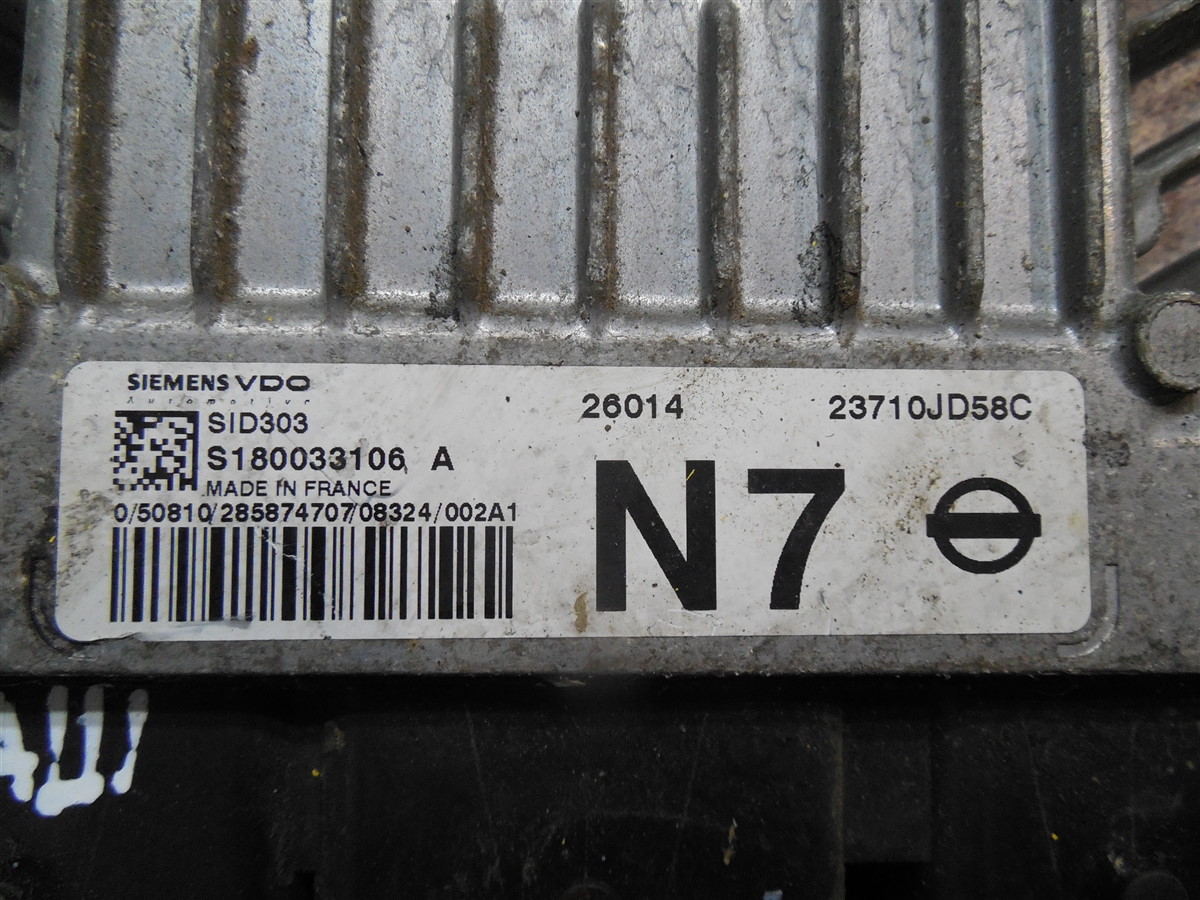 SIEMENS VDO
Automotive
SID303
S180033106 A
MADE IN FRANCE
0/50810/285874707/08324/002A1
26014
23710JD58C
N7